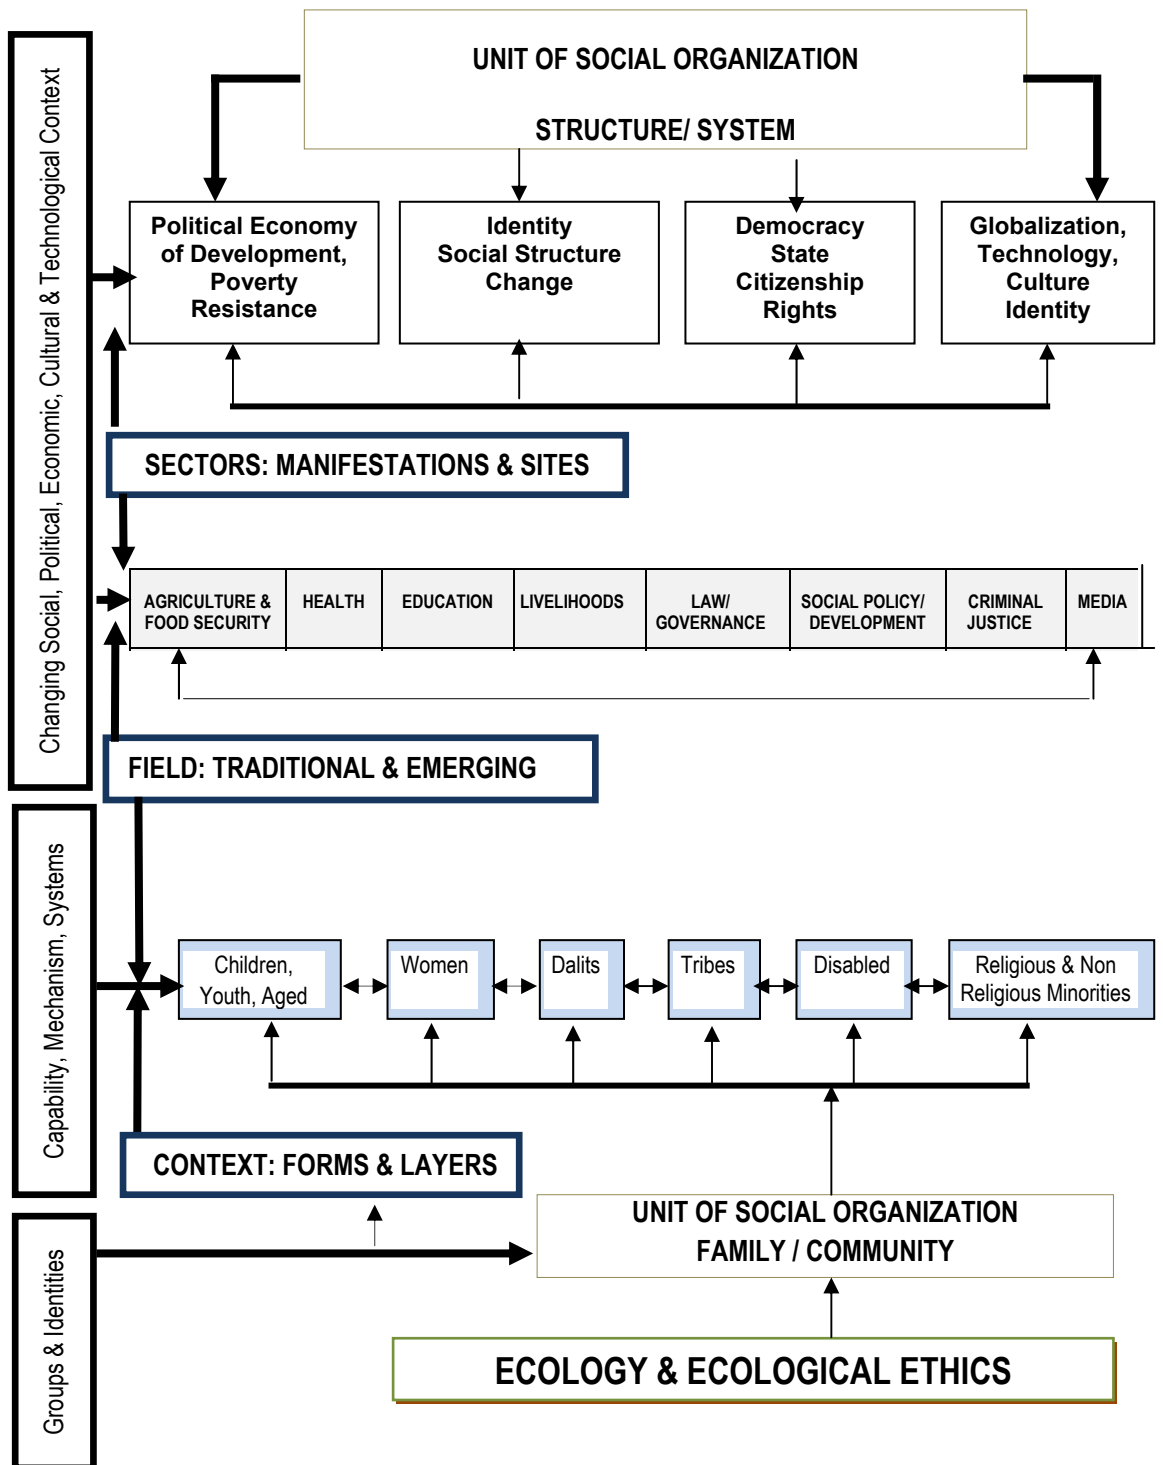 UNIT OF SOCIAL ORGANIZATION
STRUCTURE/ SYSTEM
Changing Social, Political, Economic, Cultural & Technological Context
Political Economy
of Development,
Poverty
Resistance
Identity
Social Structure
Change
Democracy
State
Citizenship
Rights
Globalization,
Technology,
Culture
Identity
SECTORS: MANIFESTATIONS & SITES
AGRICULTURE &
FOOD SECURITY
HEALTH
EDUCATION
LIVELIHOODS
LAW/
GOVERNANCE
SOCIAL POLICY/
DEVELOPMENT
CRIMINAL
JUSTICE
MEDIA
FIELD: TRADITIONAL & EMERGING
Capability, Mechanism, Systems
Children,
Youth, Aged
Women
Dalits
Tribes
Disabled
Religious & Non
Religious Minorities
CONTEXT: FORMS & LAYERS
Groups & Identities
UNIT OF SOCIAL ORGANIZATION
FAMILY / COMMUNITY
ECOLOGY & ECOLOGICAL ETHICS